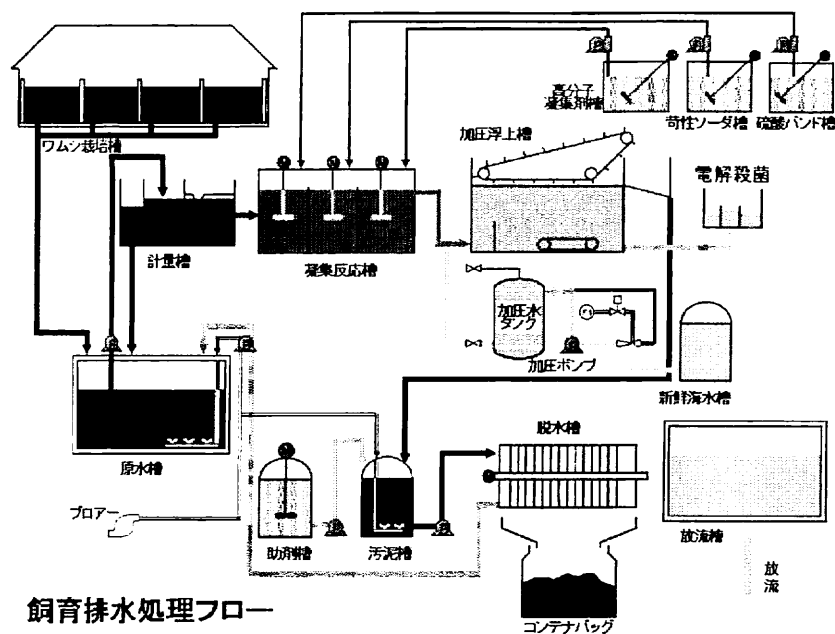 高分子
凝集剤槽
苛性ソーダ槽
硫酸バンド槽
ワムシ栽培槽
加圧浮上槽
電解殺菌
計量槽
凝集反応槽
加圧水
タンク
加圧ポンプ
新鮮海水槽
原水槽
脱水槽
ブロアー
助剤槽
汚泥槽
放流槽
放
流
コンテナバッグ
飼育排水処理フロー